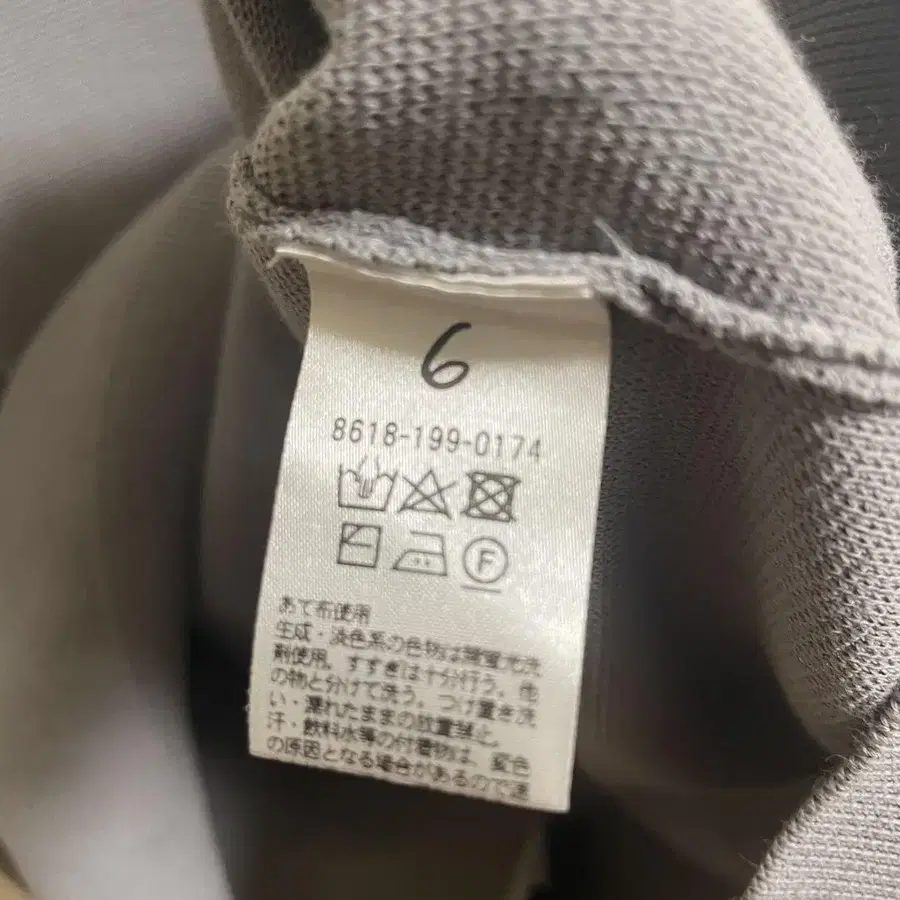 6
8618-199-0174
F
あて布使用
生成・淡色系の色物は無蛍光洗
剤使用。すすぎは十分行う。他
の物と分けて洗う。つけ置き洗
い・濡れたままの放置禁止。
汗・飲料水等の付着物は、変色
の原因となる場合があるので速